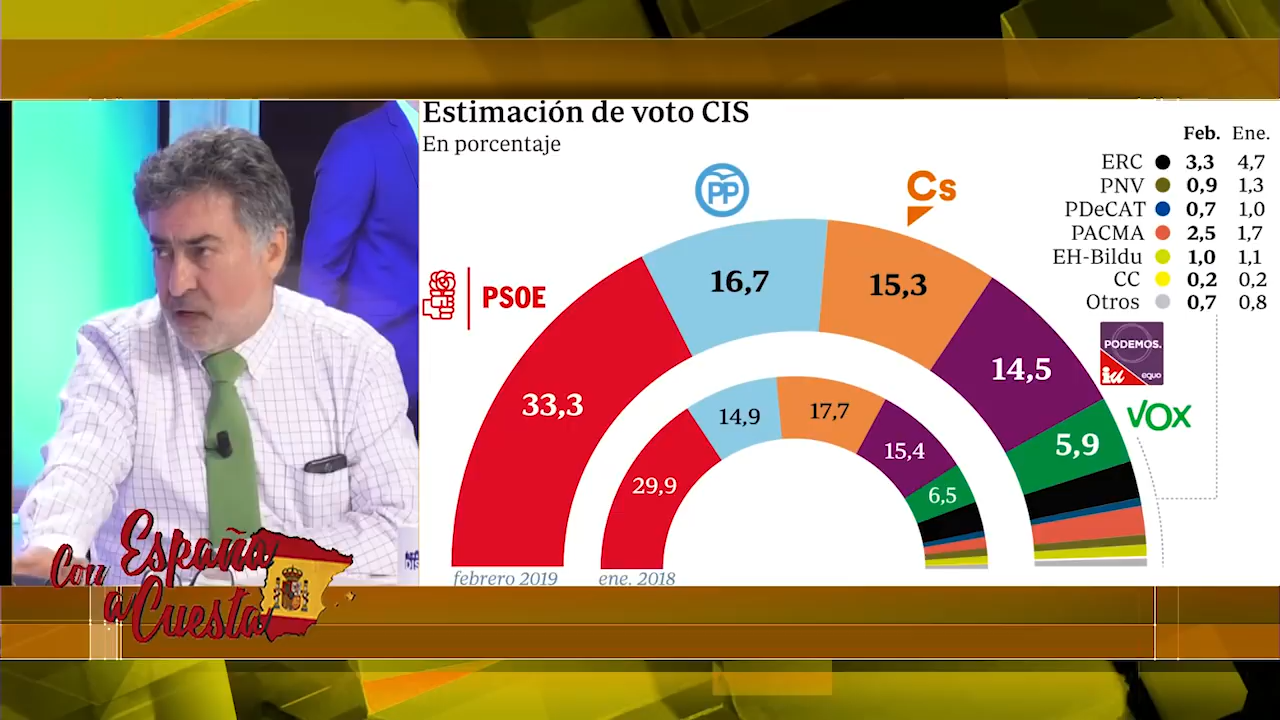 Estimación de voto CIS
En porcentaje
Feb. Ene.
ERC 3,3 4,7
PNV 0,9 1,3
PDeCAT 0,7 1,0
PACMA 2,5 1,7
EH-Bildu 1,0 1,1
CC 0,2 0,2
Otros 0,7 0,8
PP
Cs
PSOE
PODEMOS.
iu equo
VOX
33,3
16,7
15,3
14,5
5,9
29,9
14,9
17,7
15,4
6,5
febrero 2019
ene. 2018
Con España
a Cuesta